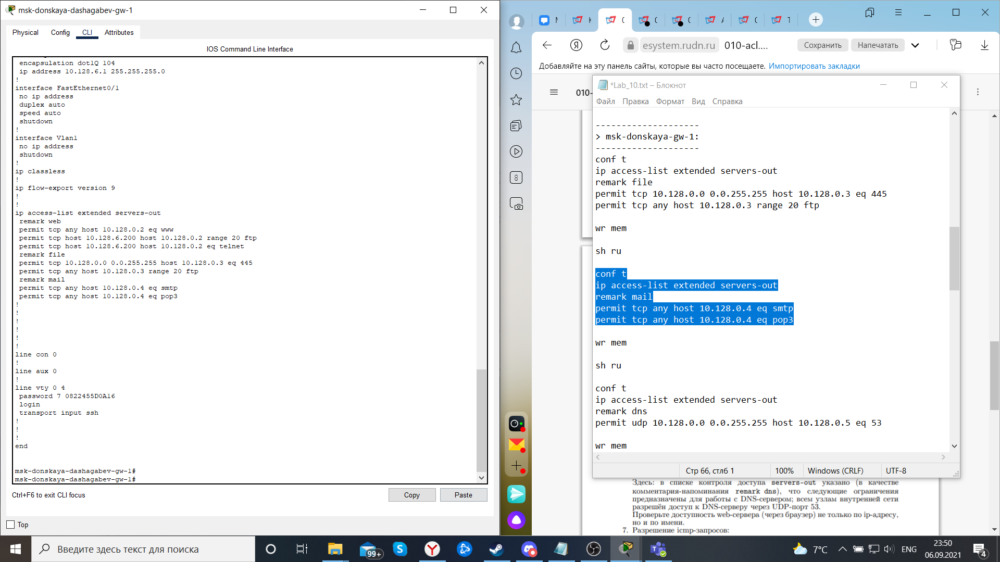 msk-donskaya-dashagabev-gw-1
Physical
Config
CLI
Attributes
IOS Command Line Interface
encapsulation dot1Q 104
ip address 10.128.6.1 255.255.255.0
!
interface FastEthernet0/1
no ip address
duplex auto
speed auto
shutdown
!
interface Vlan1
no ip address
shutdown
!
ip classless
!
ip flow-export version 9
!
!
ip access-list extended servers-out
remark web
permit tcp any host 10.128.0.2 eq www
permit tcp host 10.128.6.200 host 10.128.0.2 range 20 ftp
permit tcp host 10.128.6.200 host 10.128.0.2 eq telnet
remark file
permit tcp 10.128.0.0 0.0.255.255 host 10.128.0.3 eq 445
permit tcp any host 10.128.0.3 range 20 ftp
remark mail
permit tcp any host 10.128.0.4 eq smtp
permit tcp any host 10.128.0.4 eq pop3
!
!
!
!
!
!
line con 0
!
line aux 0
!
line vty 0 4
password 7 0822455D0A16
login
transport input ssh
!
!
!
end
msk-donskaya-dashagabev-gw-1#
msk-donskaya-dashagabev-gw-1#
Ctrl+F6 to exit CLI focus
Copy
Paste
Top
esystem.rudn.ru
010-acl....
Сохранить
Напечатать
Добавляйте на эту панель сайты, которые вы часто посещаете. Импортировать закладки
8
010-
*Lab_10.txt – Блокнот
Файл
Правка
Формат
Вид
Справка
--------------------
> msk-donskaya-gw-1:
--------------------
conf t
ip access-list extended servers-out
remark file
permit tcp 10.128.0.0 0.0.255.255 host 10.128.0.3 eq 445
permit tcp any host 10.128.0.3 range 20 ftp
wr mem
sh ru
conf t
ip access-list extended servers-out
remark mail
permit tcp any host 10.128.0.4 eq smtp
permit tcp any host 10.128.0.4 eq pop3
wr mem
sh ru
conf t
ip access-list extended servers-out
remark dns
permit udp 10.128.0.0 0.0.255.255 host 10.128.0.5 eq 53
wr mem
Стр 66, стлб 1
100%
Windows (CRLF)
UTF-8
Здесь: в списке контроля доступа servers-out указано (в качестве
комментария-напоминания remark dns), что следующие ограничения
предназначены для работы с DNS-сервером; всем узлам внутренней сети
разрешён доступ к DNS-серверу через UDP-порт 53.
Проверьте доступность web-сервера (через браузер) не только по ip-адресу,
но и по имени.
7. Разрешение icmp-запросов:
Введите здесь текст для поиска
99+
7°C
ENG
23:50
06.09.2021
4